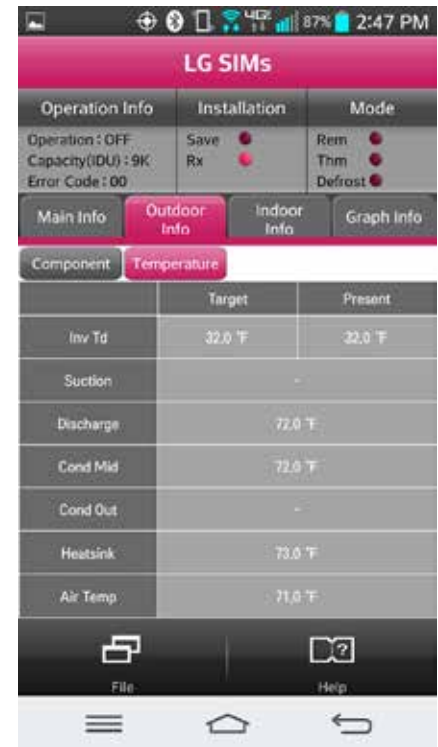 4G LTE 87% 2:47 PM
LG SIMs
Operation Info Installation Mode
Operation : OFF Save Rem
Capacity(IDU) : 9K Rx Thm
Error Code : 00 Defrost
Main Info Outdoor Info Indoor Info Graph Info
Component Temperature
Target Present
Inv Td 32.0 °F 32.0 °F
Suction -
Discharge 72.0 °F
Cond Mid 72.0 °F
Cond Out -
Heatsink 73.0 °F
Air Temp 71.0 °F
File Help